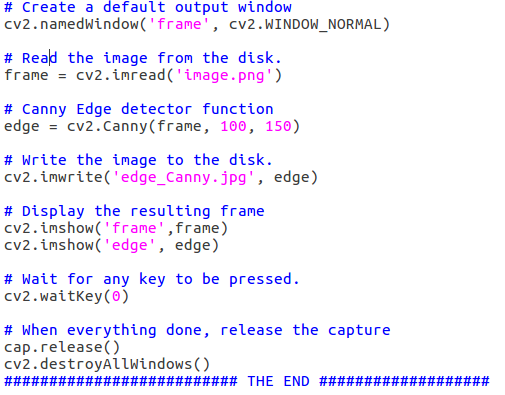 # Create a default output window
cv2.namedWindow('frame', cv2.WINDOW_NORMAL)
# Read the image from the disk.
frame = cv2.imread('image.png')
# Canny Edge detector function
edge = cv2.Canny(frame, 100, 150)
# Write the image to the disk.
cv2.imwrite('edge_Canny.jpg', edge)
# Display the resulting frame
cv2.imshow('frame',frame)
cv2.imshow('edge', edge)
# Wait for any key to be pressed.
cv2.waitKey(0)
# When everything done, release the capture
cap.release()
cv2.destroyAllWindows()
########################## THE END ###################